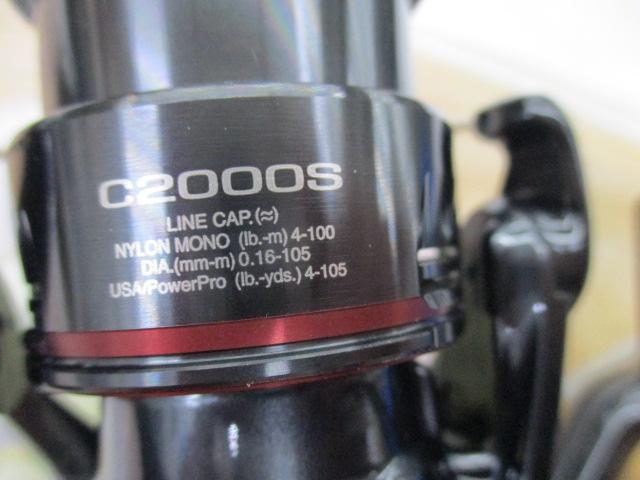 C2000S
LINE CAP.(≈)
NYLON MONO (lb.-m) 4-100
DIA.(mm-m) 0.16-105
USA/PowerPro (lb.-yds.) 4-105